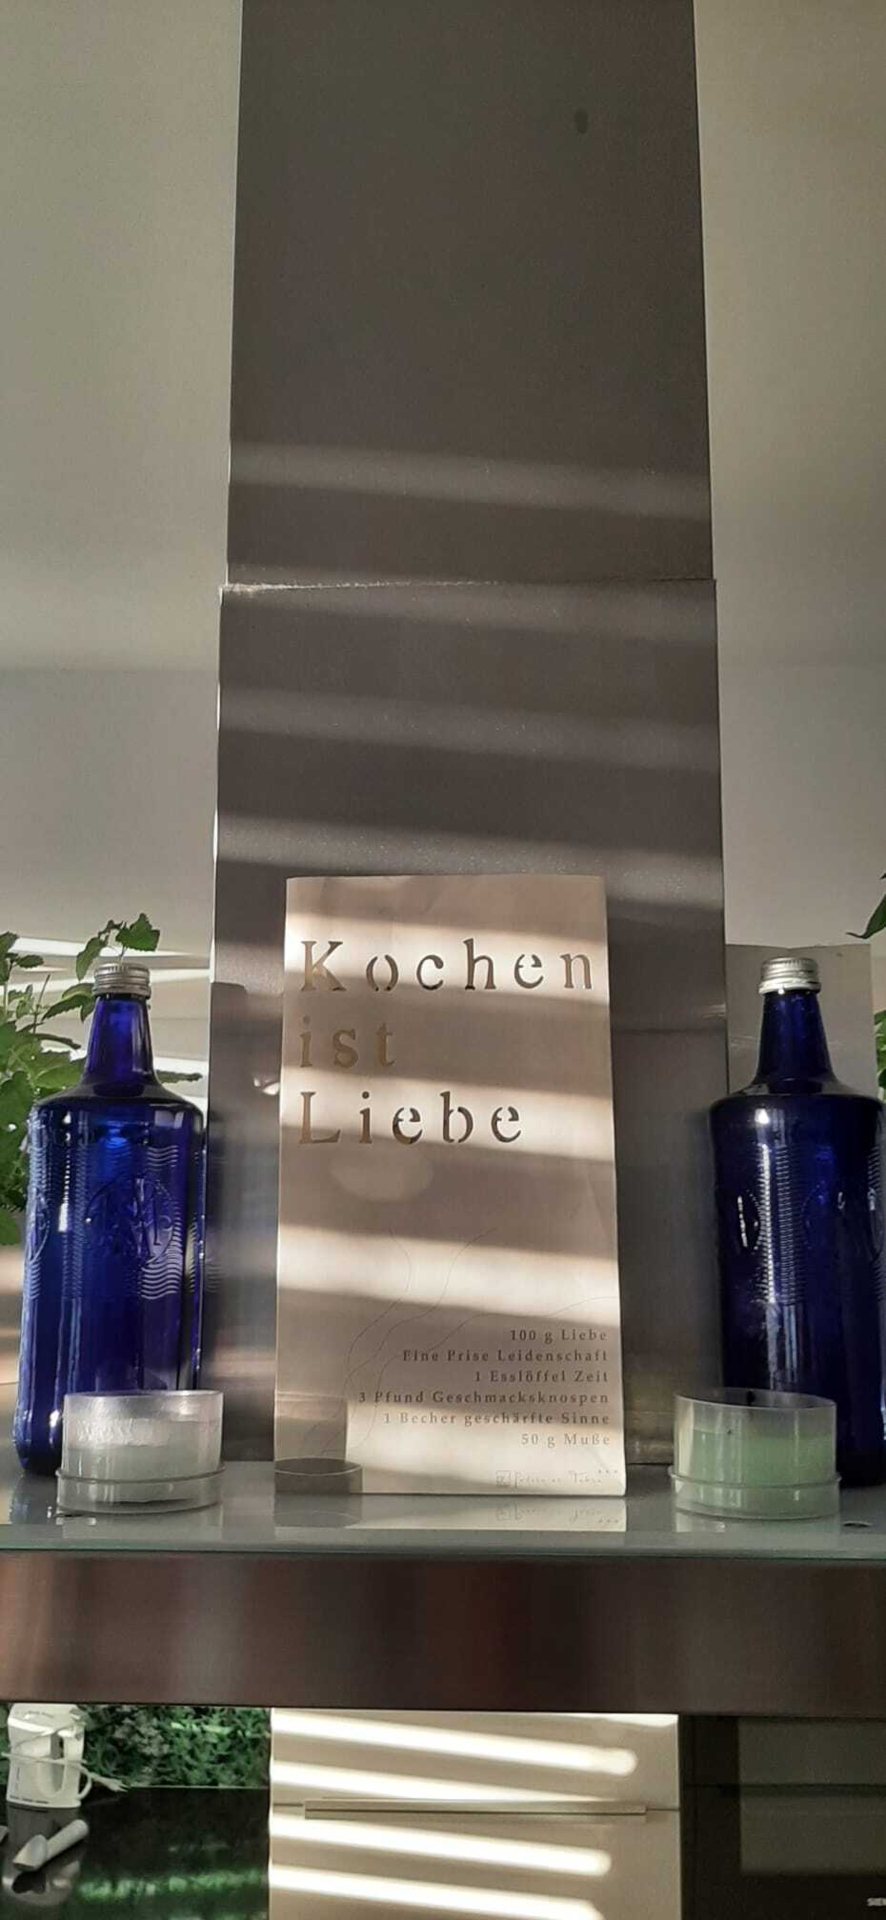 Kochen
ist
Liebe
100 g Liebe
Eine Prise Leidenschaft
1 Esslöffel Zeit
3 Pfund Geschmacksknospen
1 Becher geschärfte Sinne
50 g Muße